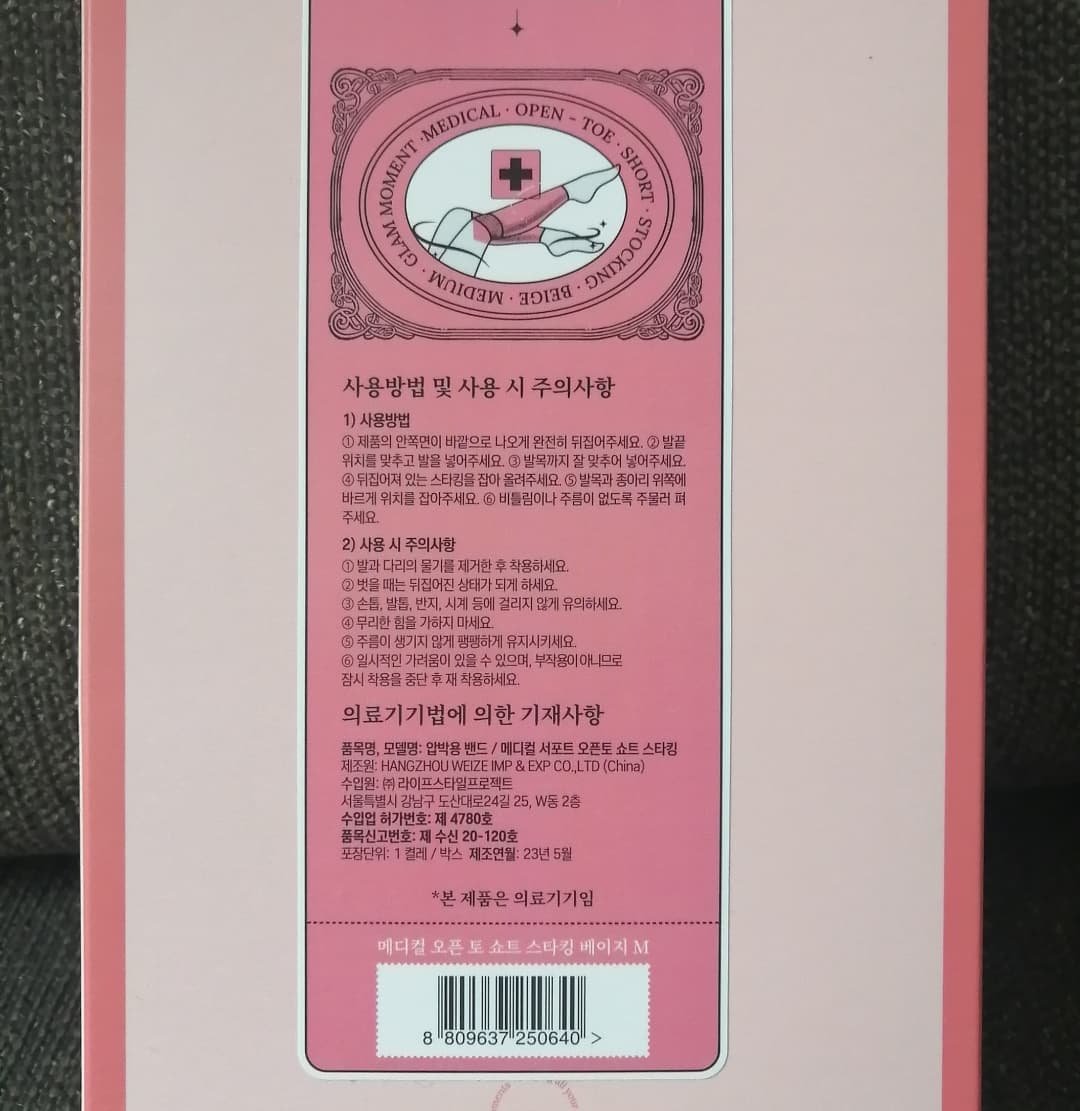 GLAM MOMENT · MEDICAL · OPEN - TOE · SHORT · STOCKING · BEIGE · MEDIUM ·
사용방법 및 사용 시 주의사항
1) 사용방법
① 제품의 안쪽면이 바깥으로 나오게 완전히 뒤집어주세요. ② 발끝
위치를 맞추고 발을 넣어주세요. ③ 발목까지 잘 맞추어 넣어주세요.
④ 뒤집어져 있는 스타킹을 잡아 올려주세요. ⑤ 발목과 종아리 위쪽에
바르게 위치를 잡아주세요. ⑥ 비틀림이나 주름이 없도록 주물러 펴
주세요.
2) 사용 시 주의사항
① 발과 다리의 물기를 제거한 후 착용하세요.
② 벗을 때는 뒤집어진 상태가 되게 하세요.
③ 손톱, 발톱, 반지, 시계 등에 걸리지 않게 유의하세요.
④ 무리한 힘을 가하지 마세요.
⑤ 주름이 생기지 않게 팽팽하게 유지시키세요.
⑥ 일시적인 가려움이 있을 수 있으며, 부작용이 아니므로
잠시 착용을 중단 후 재 착용하세요.
의료기기법에 의한 기재사항
품목명, 모델명: 압박용 밴드 / 메디컬 서포트 오픈토 쇼트 스타킹
제조원: HANGZHOU WEIZE IMP & EXP CO.,LTD (China)
수입원: ㈜ 라이프스타일프로젝트
서울특별시 강남구 도산대로24길 25, W동 2층
수입업 허가번호: 제 4780호
품목신고번호: 제 수신 20-120호
포장단위: 1 켤레 / 박스 제조연월: 23년 5월
*본 제품은 의료기기임
메디컬 오픈 토 쇼트 스타킹 베이지 M
8 809637 250640 >